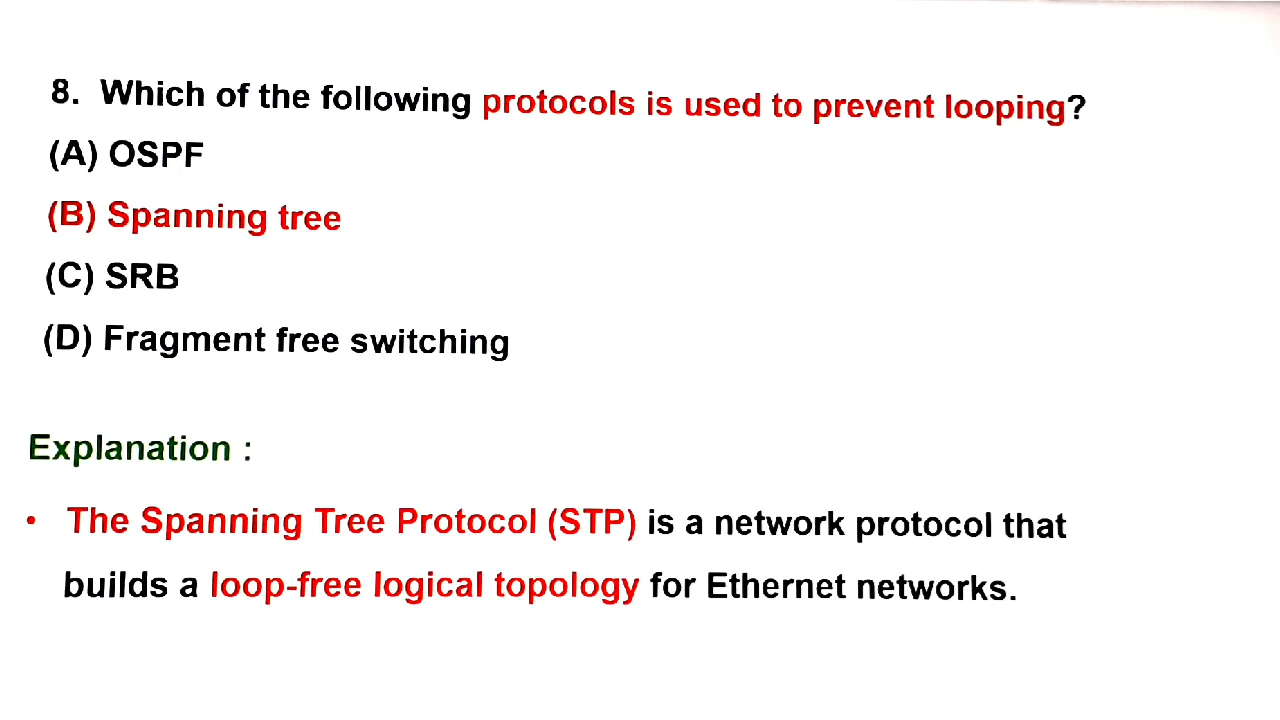 8. Which of the following protocols is used to prevent looping?
(A) OSPF
(B) Spanning tree
(C) SRB
(D) Fragment free switching
Explanation :
• The Spanning Tree Protocol (STP) is a network protocol that
builds a loop-free logical topology for Ethernet networks.